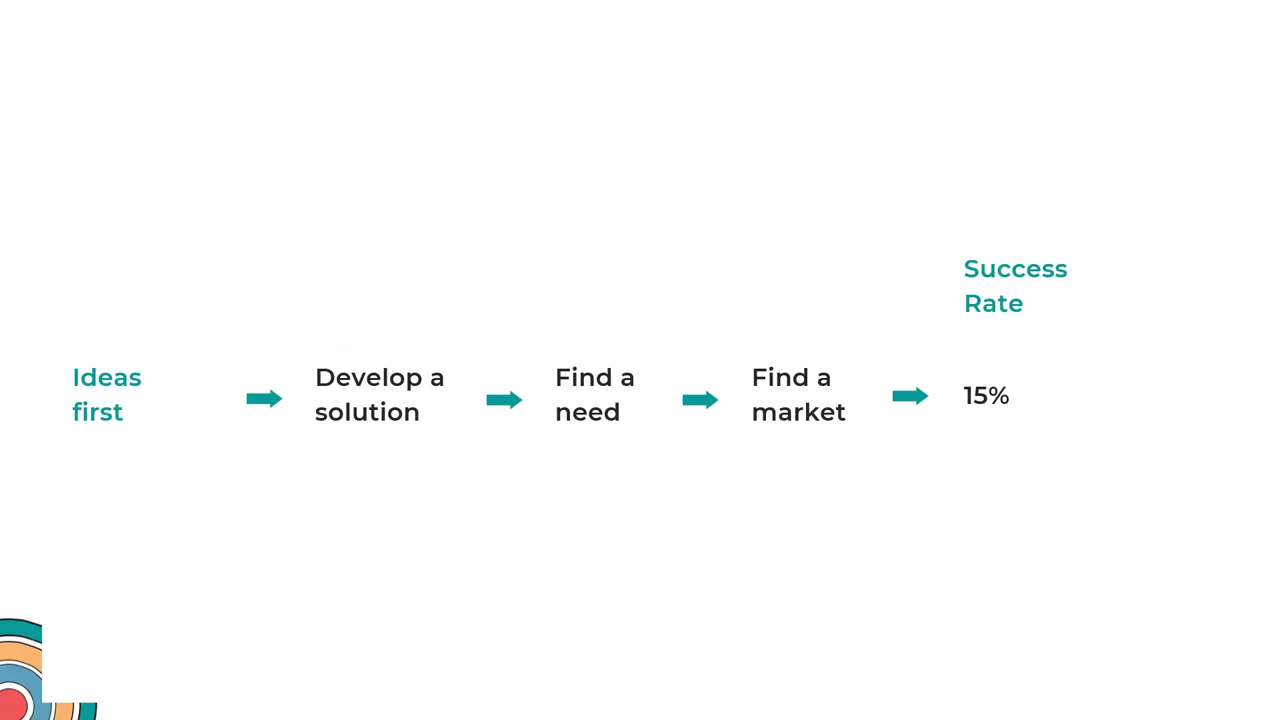 Success
Rate
Ideas
first
Develop a
solution
Find a
need
Find a
market
15%